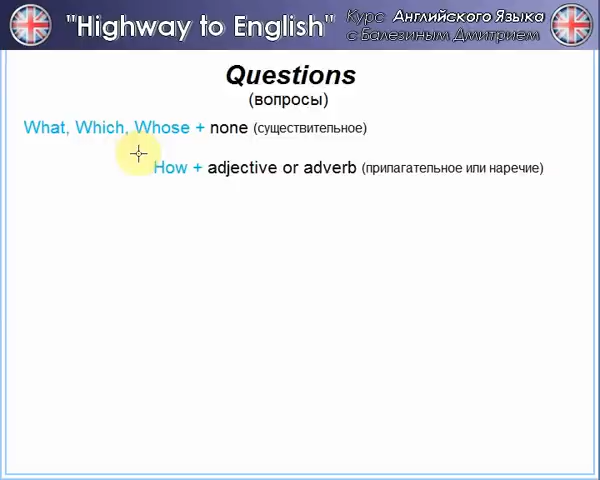 "Highway to English" Курс Английского Языка
с Балезиным Дмитрием
Questions
(вопросы)
What, Which, Whose + none (существительное)
How + adjective or adverb (прилагательное или наречие)